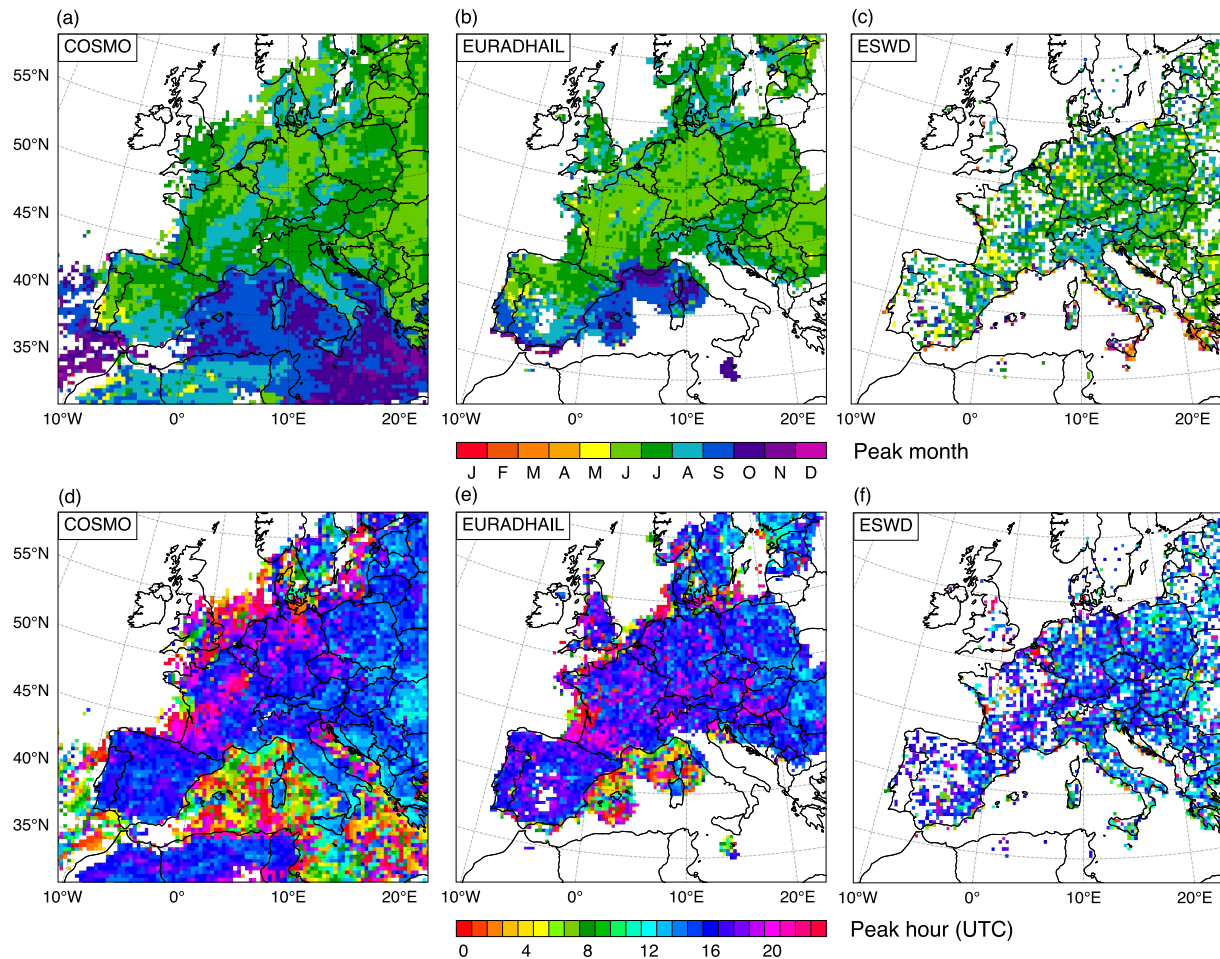 (a) (b) (c)
COSMO EURADHAIL ESWD
55°N
50°N
45°N
40°N
35°N
10°W 0° 10°E 20°E 10°W 0° 10°E 20°E 10°W 0° 10°E 20°E
J F M A M J J A S O N D
Peak month
(d) (e) (f)
COSMO EURADHAIL ESWD
55°N
50°N
45°N
40°N
35°N
10°W 0° 10°E 20°E 10°W 0° 10°E 20°E 10°W 0° 10°E 20°E
0 4 8 12 16 20
Peak hour (UTC)